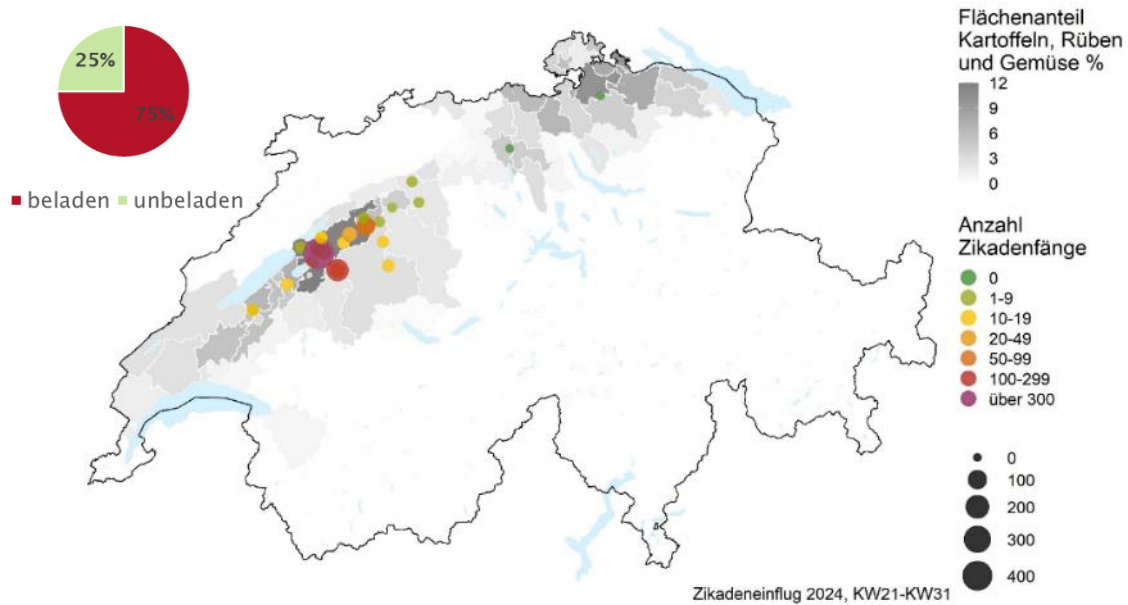 25%
75%
beladen unbeladen
Flächenanteil
Kartoffeln, Rüben
und Gemüse %
12
9
6
3
0
Anzahl
Zikadenfänge
0
1-9
10-19
20-49
50-99
100-299
über 300
0
100
200
300
400
Zikadeneinflug 2024, KW21-KW31